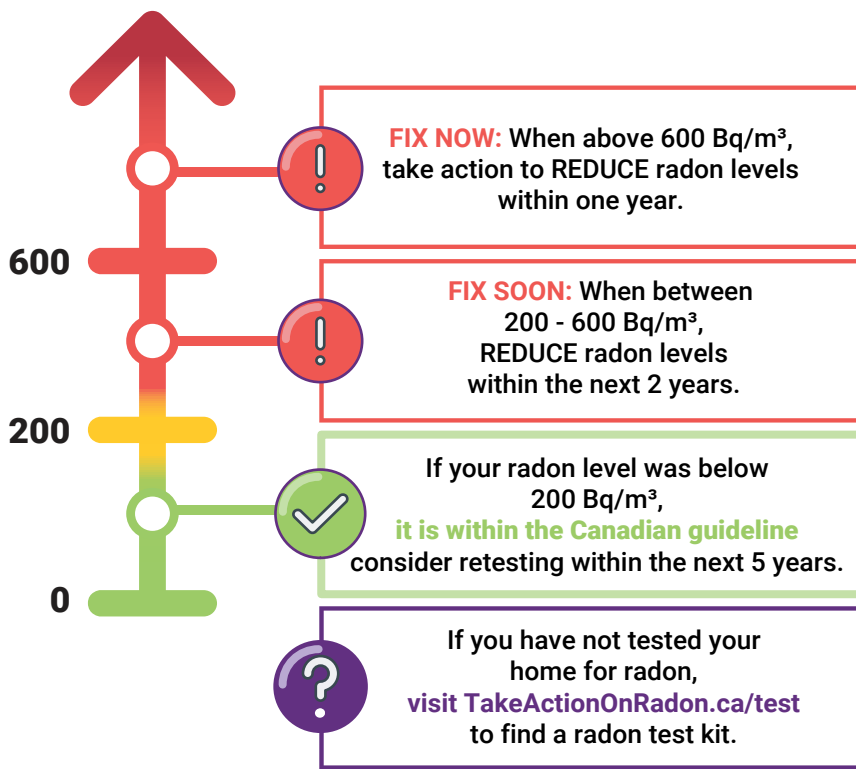 FIX NOW: When above 600 Bq/m³,
take action to REDUCE radon levels
within one year.
600
FIX SOON: When between
200 - 600 Bq/m³,
REDUCE radon levels
within the next 2 years.
200
If your radon level was below
200 Bq/m³,
it is within the Canadian guideline
consider retesting within the next 5 years.
0
If you have not tested your
home for radon,
visit TakeActionOnRadon.ca/test
to find a radon test kit.